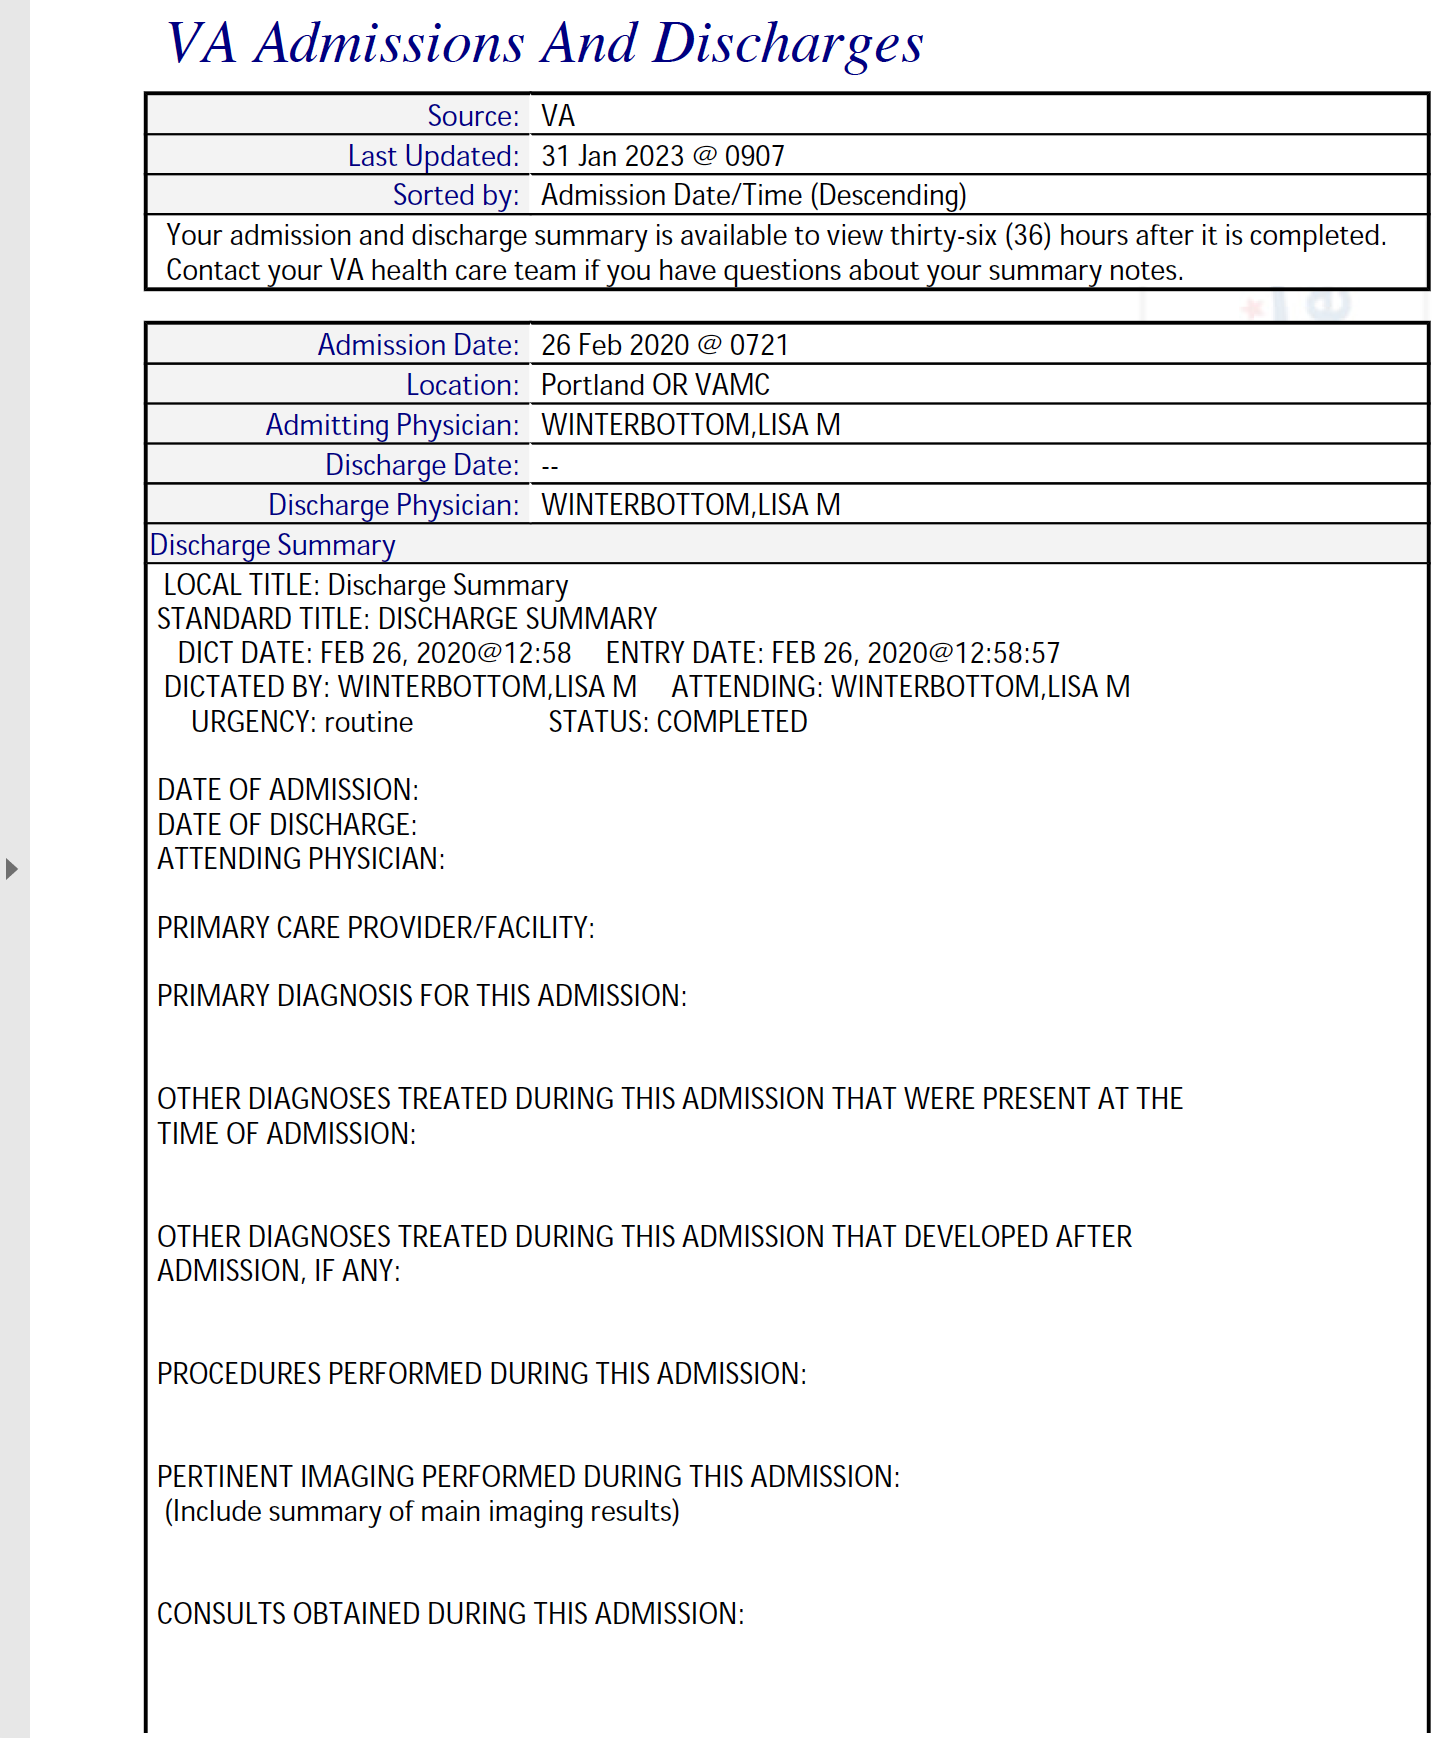 VA Admissions And Discharges
Source: VA
Last Updated: 31 Jan 2023 @ 0907
Sorted by: Admission Date/Time (Descending)
Your admission and discharge summary is available to view thirty-six (36) hours after it is completed.
Contact your VA health care team if you have questions about your summary notes.
Admission Date: 26 Feb 2020 @ 0721
Location: Portland OR VAMC
Admitting Physician: WINTERBOTTOM,LISA M
Discharge Date: --
Discharge Physician: WINTERBOTTOM,LISA M
Discharge Summary
LOCAL TITLE: Discharge Summary
STANDARD TITLE: DISCHARGE SUMMARY
DICT DATE: FEB 26, 2020@12:58 ENTRY DATE: FEB 26, 2020@12:58:57
DICTATED BY: WINTERBOTTOM,LISA M ATTENDING: WINTERBOTTOM,LISA M
URGENCY: routine STATUS: COMPLETED
DATE OF ADMISSION:
DATE OF DISCHARGE:
ATTENDING PHYSICIAN:
PRIMARY CARE PROVIDER/FACILITY:
PRIMARY DIAGNOSIS FOR THIS ADMISSION:
OTHER DIAGNOSES TREATED DURING THIS ADMISSION THAT WERE PRESENT AT THE
TIME OF ADMISSION:
OTHER DIAGNOSES TREATED DURING THIS ADMISSION THAT DEVELOPED AFTER
ADMISSION, IF ANY:
PROCEDURES PERFORMED DURING THIS ADMISSION:
PERTINENT IMAGING PERFORMED DURING THIS ADMISSION:
(Include summary of main imaging results)
CONSULTS OBTAINED DURING THIS ADMISSION: